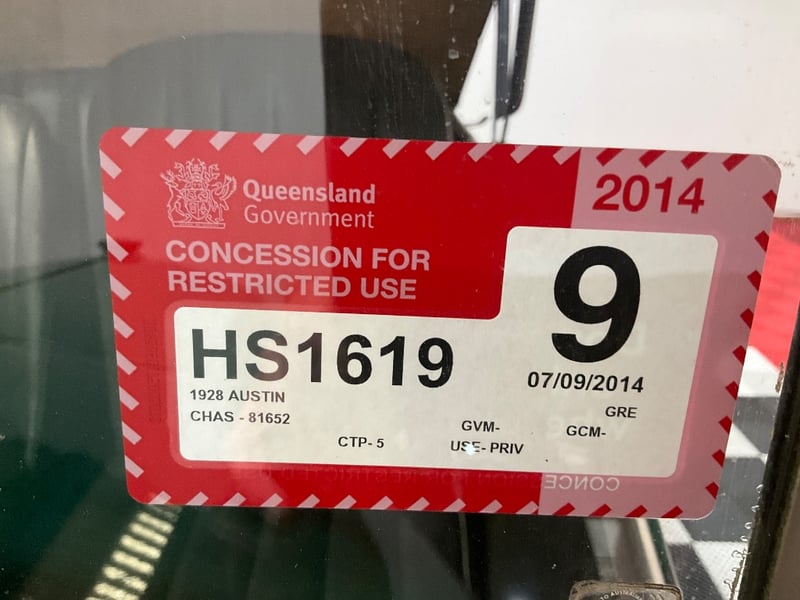 Queensland
Government
2014
CONCESSION FOR
RESTRICTED USE
9
07/09/2014
HS1619
1928 AUSTIN
CHAS - 81652
GRE
GVM-
GCM-
CTP- 5
USE- PRIV